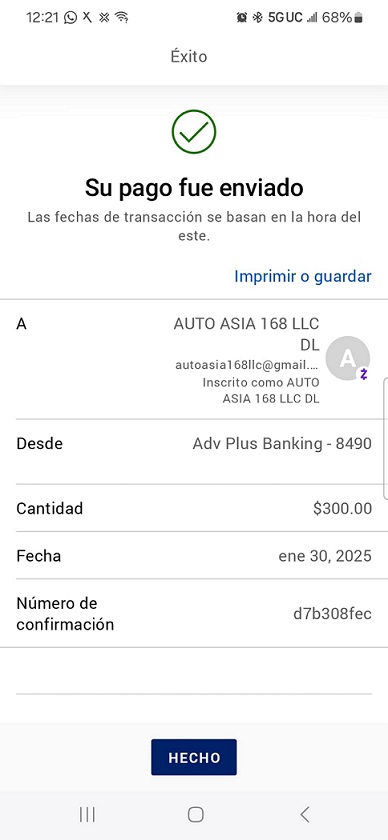 12:21 5G UC 68%
Éxito
Su pago fue enviado
Las fechas de transacción se basan en la hora del
este.
Imprimir o guardar
A AUTO ASIA 168 LLC
DL
autoasia168llc@gmail....
Inscrito como AUTO
ASIA 168 LLC DL
A
Desde Adv Plus Banking - 8490
Cantidad $300.00
Fecha ene 30, 2025
Número de
confirmación d7b308fec
HECHO